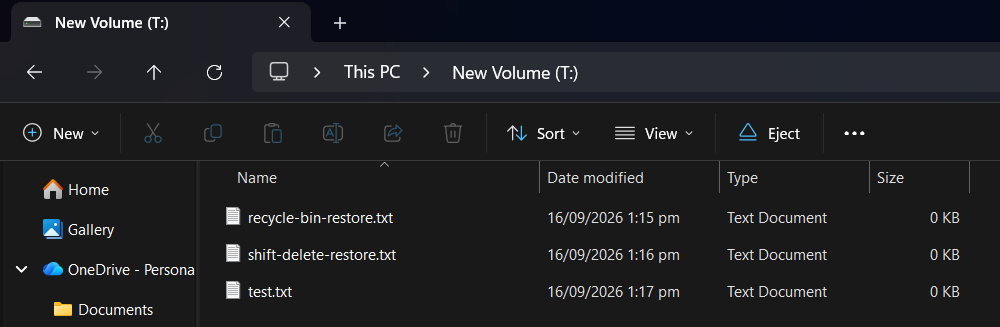 New Volume (T:)
This PC > New Volume (T:)
New Sort View Eject
Name Date modified Type Size
Home
Gallery
OneDrive - Persona
Documents
recycle-bin-restore.txt 16/09/2026 1:15 pm Text Document 0 KB
shift-delete-restore.txt 16/09/2026 1:16 pm Text Document 0 KB
test.txt 16/09/2026 1:17 pm Text Document 0 KB